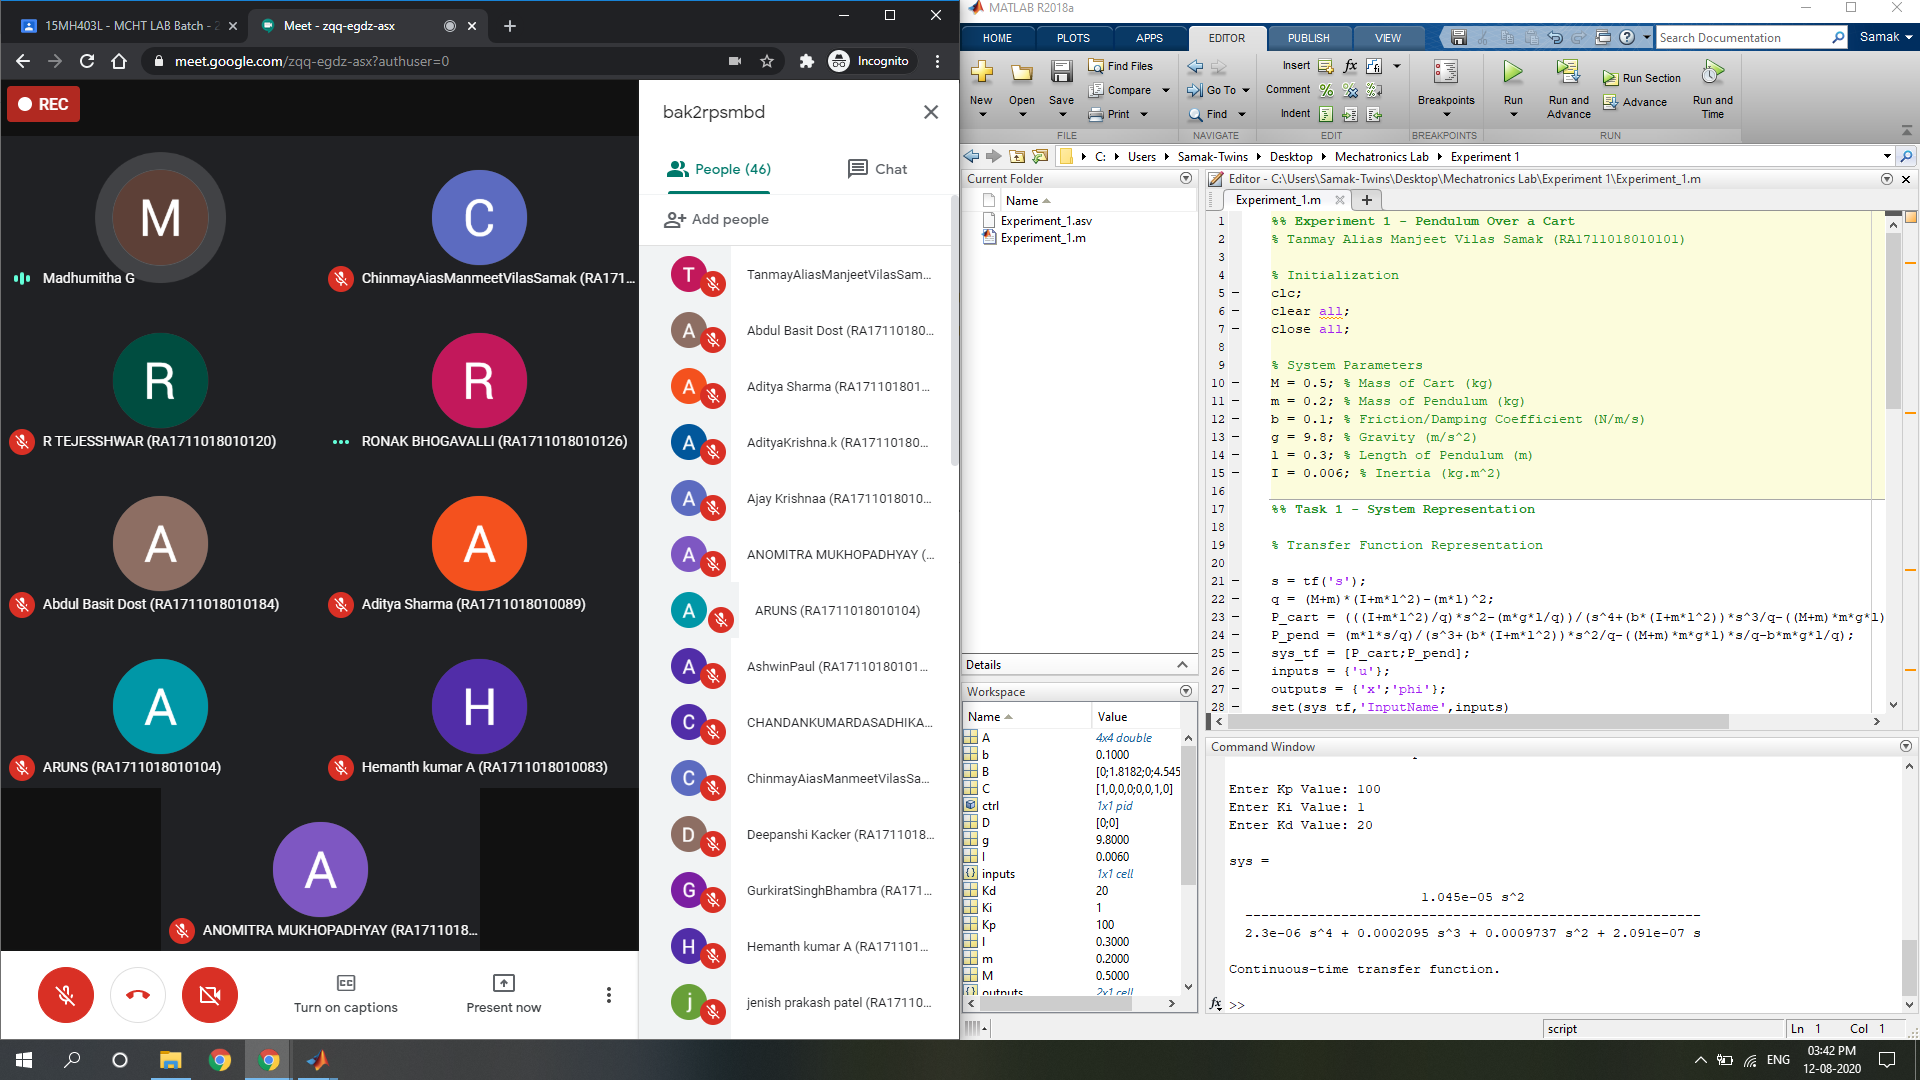 15MH403L - MCHT LAB Batch - 2
Meet - zqq-egdz-asx
meet.google.com/zqq-egdz-asx?authuser=0
Incognito
REC
M
Madhumitha G
C
ChinmayAiasManmeetVilasSamak (RA171...
R
R TEJESSHWAR (RA1711018010120)
R
RONAK BHOGAVALLI (RA1711018010126)
A
Abdul Basit Dost (RA1711018010184)
A
Aditya Sharma (RA1711018010089)
A
ARUNS (RA1711018010104)
H
Hemanth kumar A (RA1711018010083)
A
ANOMITRA MUKHOPADHYAY (RA1711018...
Turn on captions
Present now
bak2rpsmbd
People (46)
Chat
Add people
T
TanmayAliasManjeetVilasSam...
A
Abdul Basit Dost (RA17110180...
A
Aditya Sharma (RA171101801...
A
AdityaKrishna.k (RA17110180...
A
Ajay Krishnaa (RA1711018010...
A
ANOMITRA MUKHOPADHYAY (...
A
ARUNS (RA1711018010104)
A
AshwinPaul (RA17110180101...
C
CHANDANKUMARDASADHIKA...
C
ChinmayAiasManmeetVilasSa...
D
Deepanshi Kacker (RA1711018...
G
GurkiratSinghBhambra (RA171...
H
Hemanth kumar A (RA171101...
j
jenish prakash patel (RA17110...
MATLAB R2018a
HOME
PLOTS
APPS
EDITOR
PUBLISH
VIEW
Search Documentation
Samak
New
Open
Save
Find Files
Compare
Print
FILE
Go To
Find
NAVIGATE
Insert
Comment
Indent
EDIT
Breakpoints
BREAKPOINTS
Run
Run and Advance
Run Section
Advance
Run and Time
RUN
C:
Users
Samak-Twins
Desktop
Mechatronics Lab
Experiment 1
Current Folder
Name
Experiment_1.asv
Experiment_1.m
Details
Workspace
Name Value
A 4x4 double
b 0.1000
B [0;1.8182;0;4.545
C [1,0,0,0;0,0,1,0]
ctrl 1x1 pid
D [0;0]
g 9.8000
I 0.0060
inputs 1x1 cell
Kd 20
Ki 1
Kp 100
l 0.3000
m 0.2000
M 0.5000
outputs 2x1 cell
Editor - C:\Users\Samak-Twins\Desktop\Mechatronics Lab\Experiment 1\Experiment_1.m
Experiment_1.m
1 %% Experiment 1 - Pendulum Over a Cart
2 % Tanmay Alias Manjeet Vilas Samak (RA1711018010101)
3
4 % Initialization
5 - clc;
6 - clear all;
7 - close all;
8
9 % System Parameters
10 - M = 0.5; % Mass of Cart (kg)
11 - m = 0.2; % Mass of Pendulum (kg)
12 - b = 0.1; % Friction/Damping Coefficient (N/m/s)
13 - g = 9.8; % Gravity (m/s^2)
14 - l = 0.3; % Length of Pendulum (m)
15 - I = 0.006; % Inertia (kg.m^2)
16
17 %% Task 1 - System Representation
18
19 % Transfer Function Representation
20
21 - s = tf('s');
22 - q = (M+m)*(I+m*l^2)-(m*l)^2;
23 - P_cart = (((I+m*l^2)/q)*s^2-(m*g*l/q))/(s^4+(b*(I+m*l^2))*s^3/q-((M+m)*m*g*l)
24 - P_pend = (m*l*s/q)/(s^3+(b*(I+m*l^2))*s^2/q-((M+m)*m*g*l)*s/q-b*m*g*l/q);
25 - sys_tf = [P_cart;P_pend];
26 - inputs = {'u'};
27 - outputs = {'x';'phi'};
28 - set(sys_tf,'InputName',inputs)
Command Window
Enter Kp Value: 100
Enter Ki Value: 1
Enter Kd Value: 20
sys =
1.045e-05 s^2
---------------------------------------------------------
2.3e-06 s^4 + 0.0002095 s^3 + 0.0009737 s^2 + 2.091e-07 s
Continuous-time transfer function.
fx >>
script
Ln 1 Col 1
ENG
03:42 PM
12-08-2020